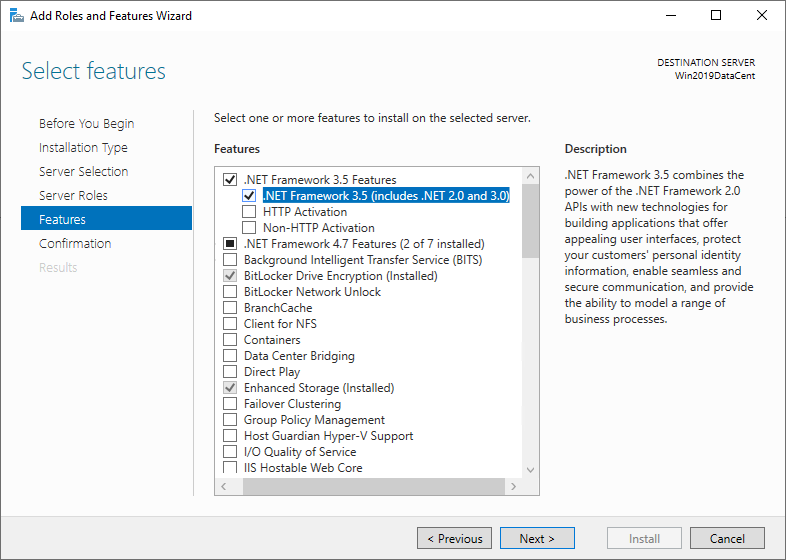 Add Roles and Features Wizard
Select features
DESTINATION SERVER
Win2019DataCent
Before You Begin
Installation Type
Server Selection
Server Roles
Features
Confirmation
Results
Select one or more features to install on the selected server.
Features
.NET Framework 3.5 Features
.NET Framework 3.5 (includes .NET 2.0 and 3.0)
HTTP Activation
Non-HTTP Activation
.NET Framework 4.7 Features (2 of 7 installed)
Background Intelligent Transfer Service (BITS)
BitLocker Drive Encryption (Installed)
BitLocker Network Unlock
BranchCache
Client for NFS
Containers
Data Center Bridging
Direct Play
Enhanced Storage (Installed)
Failover Clustering
Group Policy Management
Host Guardian Hyper-V Support
I/O Quality of Service
IIS Hostable Web Core
Description
.NET Framework 3.5 combines the
power of the .NET Framework 2.0
APIs with new technologies for
building applications that offer
appealing user interfaces, protect
your customers' personal identity
information, enable seamless and
secure communication, and provide
the ability to model a range of
business processes.
< Previous
Next >
Install
Cancel